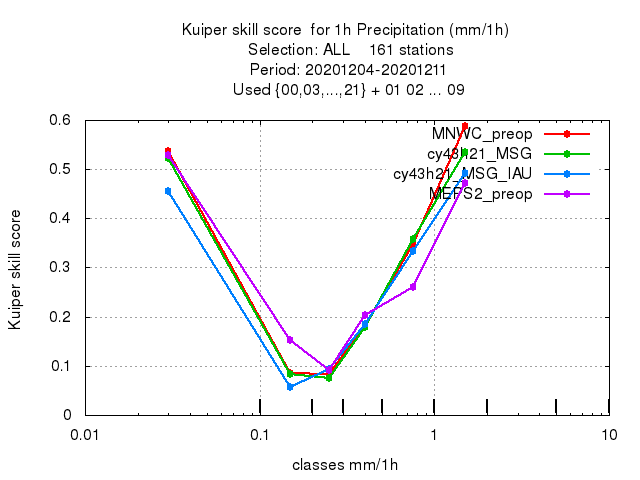 Kuiper skill score for 1h Precipitation (mm/1h)
Selection: ALL 161 stations
Period: 20201204-20201211
Used {00,03,...,21} + 01 02 ... 09
0.6
0.5
0.4
0.3
0.2
0.1
0
Kuiper skill score
MNWC_preop
cy43h21_MSG
cy43h21_MSG_IAU
MEPS2_preop
0.01
0.1
1
10
classes mm/1h